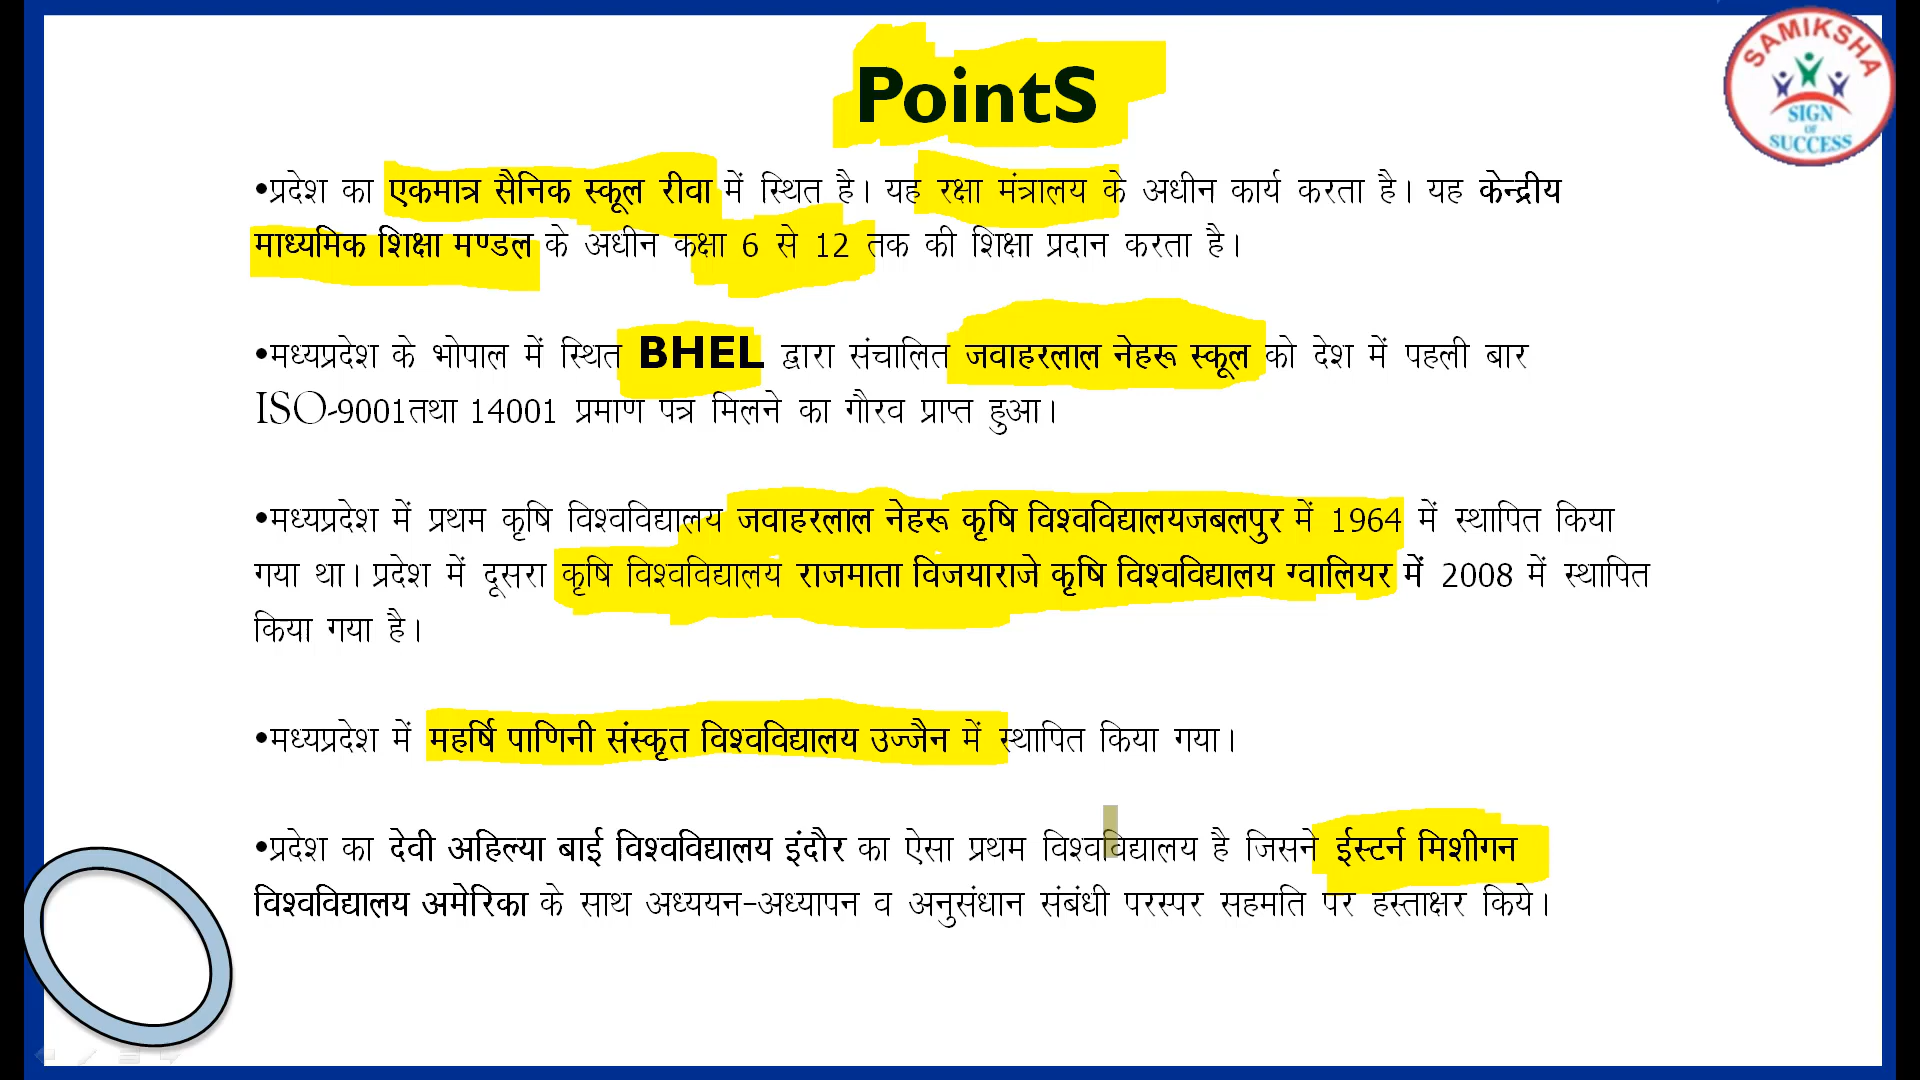 SAMIKSHA
SIGN
OF
SUCCESS
PointS
•प्रदेश का एकमात्र सैनिक स्कूल रीवा में स्थित है। यह रक्षा मंत्रालय के अधीन कार्य करता है। यह केन्द्रीय
माध्यमिक शिक्षा मण्डल के अधीन कक्षा 6 से 12 तक की शिक्षा प्रदान करता है।
•मध्यप्रदेश के भोपाल में स्थित BHEL द्वारा संचालित जवाहरलाल नेहरू स्कूल को देश में पहली बार
ISO-9001तथा 14001 प्रमाण पत्र मिलने का गौरव प्राप्त हुआ।
•मध्यप्रदेश में प्रथम कृषि विश्वविद्यालय जवाहरलाल नेहरू कृषि विश्वविद्यालयजबलपुर में 1964 में स्थापित किया
गया था। प्रदेश में दूसरा कृषि विश्वविद्यालय राजमाता विजयाराजे कृषि विश्वविद्यालय ग्वालियर में 2008 में स्थापित
किया गया है।
•मध्यप्रदेश में महर्षि पाणिनी संस्कृत विश्वविद्यालय उज्जैन में स्थापित किया गया।
•प्रदेश का देवी अहिल्या बाई विश्वविद्यालय इंदौर का ऐसा प्रथम विश्वविद्यालय है जिसने ईस्टर्न मिशीगन
विश्वविद्यालय अमेरिका के साथ अध्ययन-अध्यापन व अनुसंधान संबंधी परस्पर सहमति पर हस्ताक्षर किये।